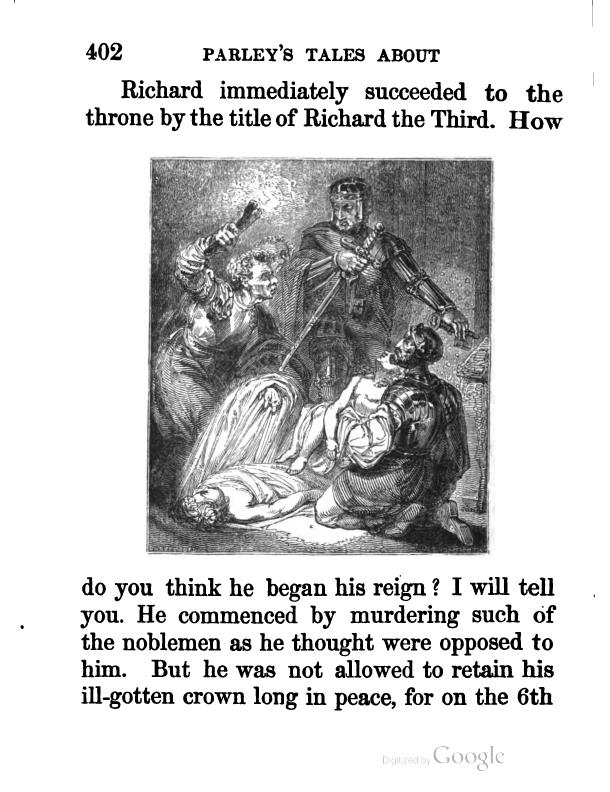 402 PARLEY'S TALES ABOUT
Richard immediately succeeded to the
throne by the title of Richard the Third. How
do you think he began his reign? I will tell
you. He commenced by murdering such of
the noblemen as he thought were opposed to
him. But he was not allowed to retain his
ill-gotten crown long in peace, for on the 6th
Digitized by Google